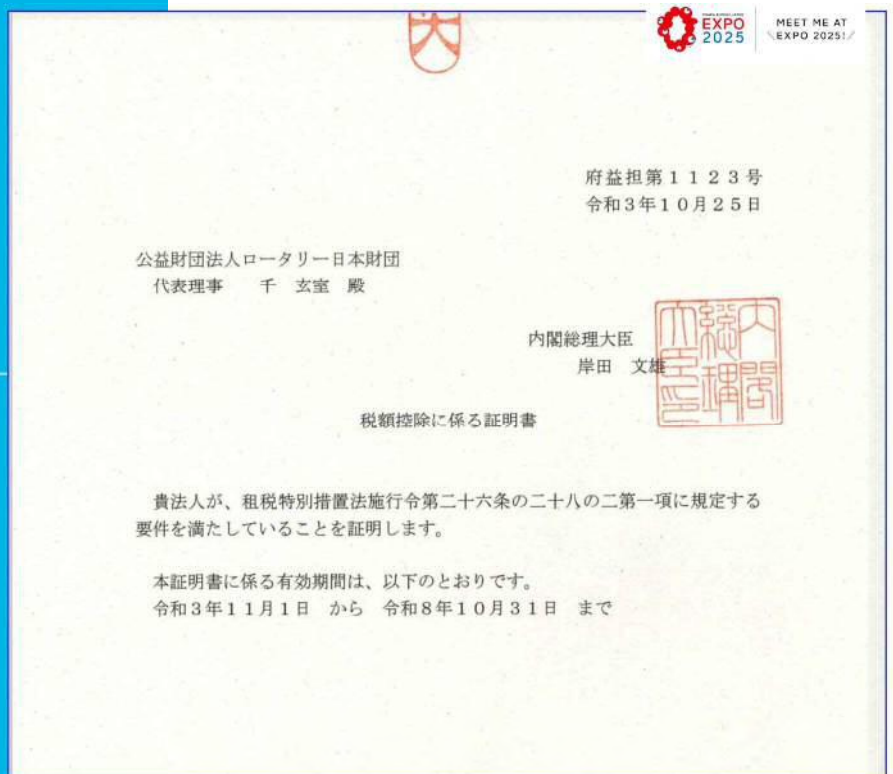 EXPO
2025
MEET ME AT
\EXPO 2025!/
府益担第1123号
令和3年10月25日
公益財団法人ロータリー日本財団
代表理事 千 玄室 殿
内閣総理大臣
岸田 文雄
内閣
総理
大臣印
税額控除に係る証明書
貴法人が、租税特別措置法施行令第二十六条の二十八の二第一項に規定する
要件を満たしていることを証明します。
本証明書に係る有効期間は、以下のとおりです。
令和3年11月1日 から 令和8年10月31日 まで